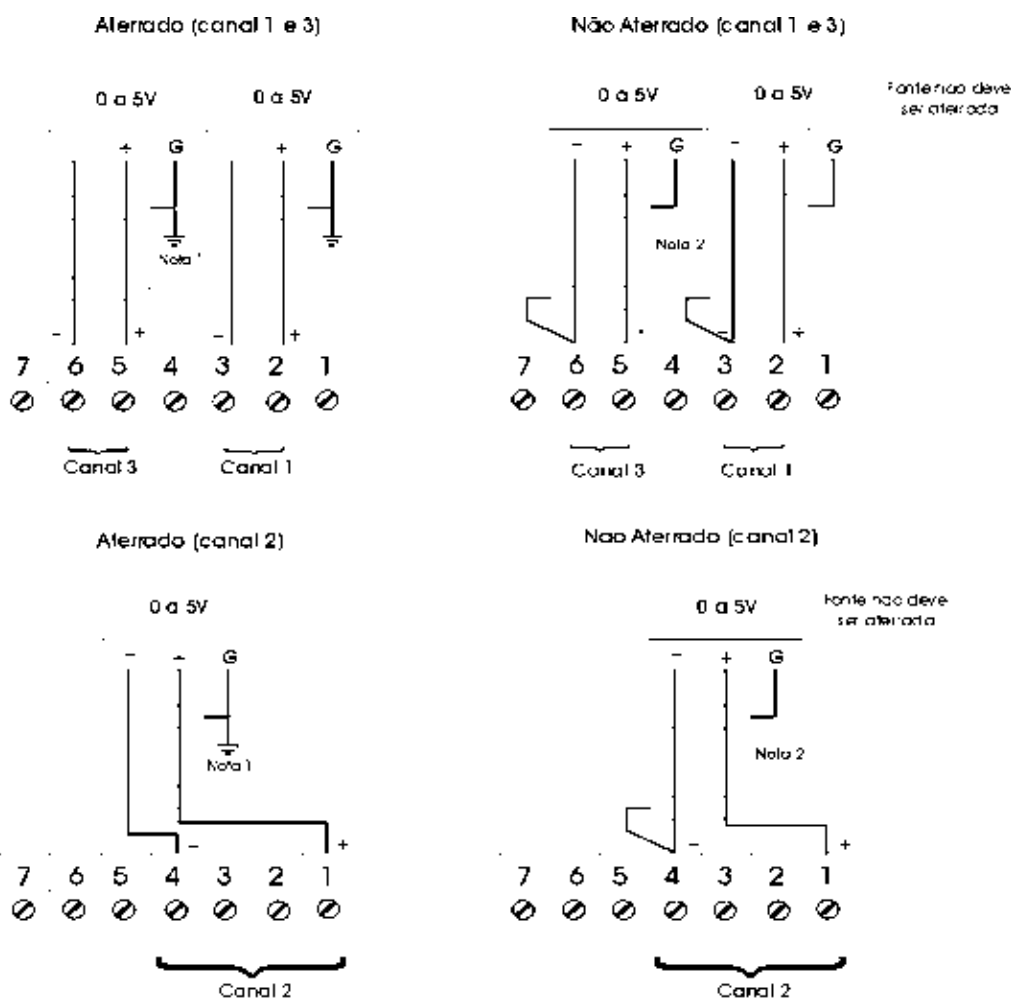 Aterrado (canal 1 e 3)
0 a 5V 0 a 5V
+ G + G
Nota 1
− + − +
7 6 5 4 3 2 1
Canal 3 Canal 1
Não Aterrado (canal 1 e 3)
0 a 5V 0 a 5V
Fonte nao deve
ser aterrada
− + G − + G
Nota 2
− +
7 6 5 4 3 2 1
Canal 3 Canal 1
Aterrado (canal 2)
0 a 5V
− + G
Nota 1
− +
7 6 5 4 3 2 1
Canal 2
Nao Aterrado (canal 2)
0 a 5V
Fonte nao deve
ser aterrada
− + G
Nota 2
− +
7 6 5 4 3 2 1
Canal 2